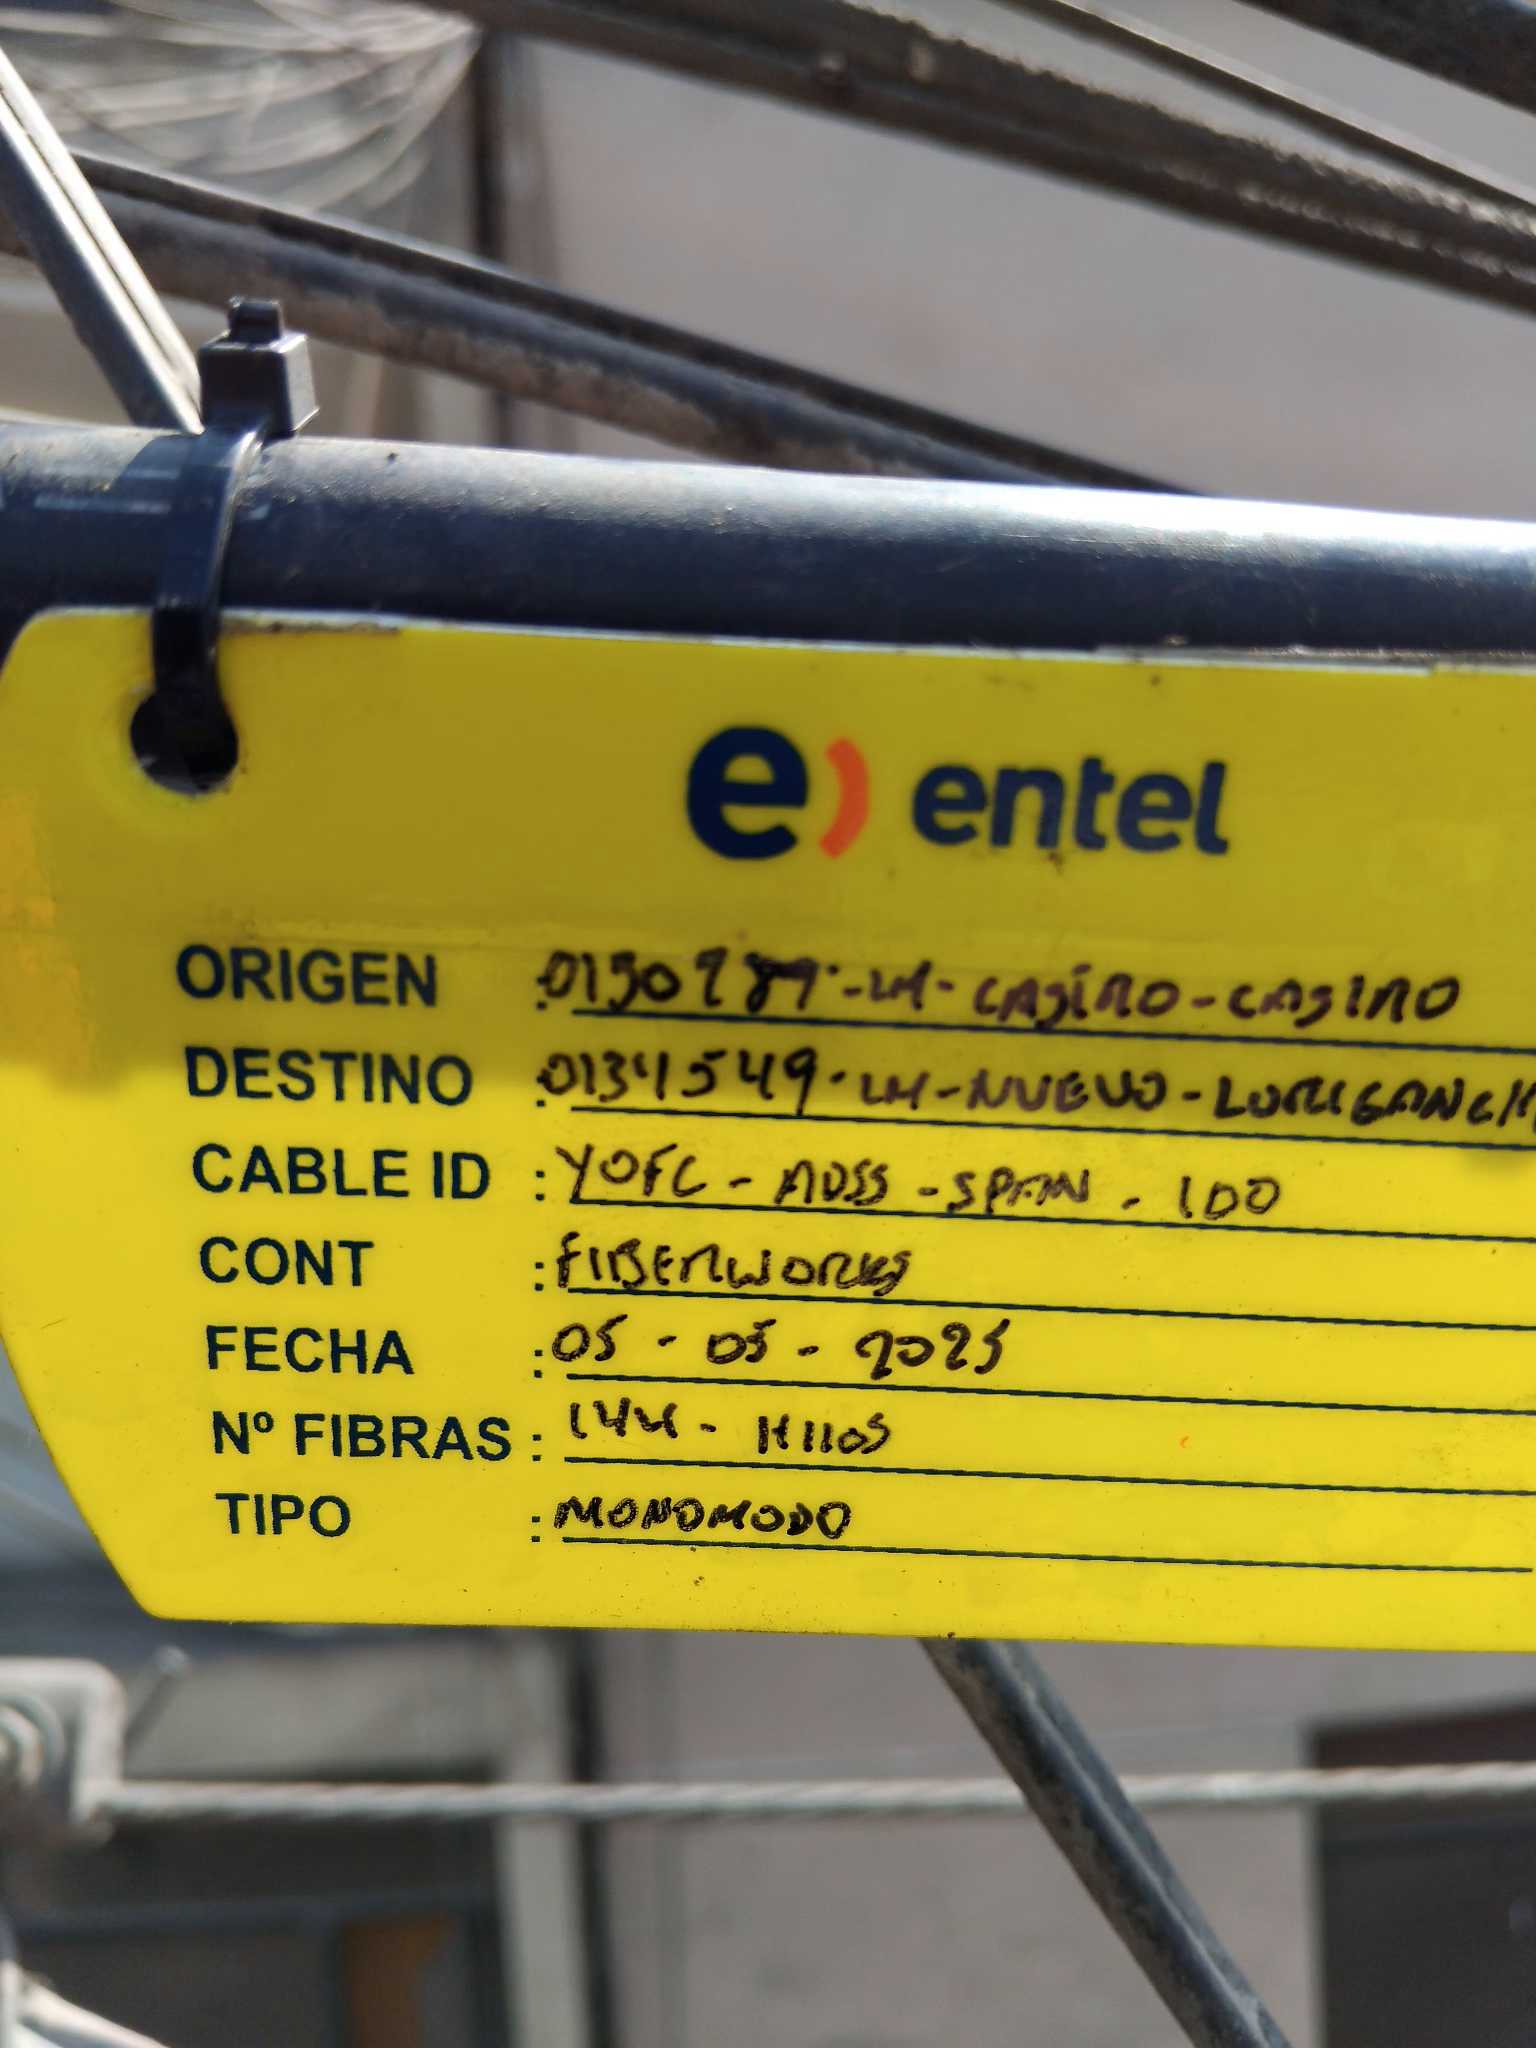 e) entel
ORIGEN : 0130989-LM-CASINO-CASINO
DESTINO : 0134549-LM-NUEVO-LURIGANCH
CABLE ID : YOFC-ADSS-SPAN-100
CONT : FIBERWORKS
FECHA : 05-05-2025
Nº FIBRAS : 144-HILOS
TIPO : MONOMODO